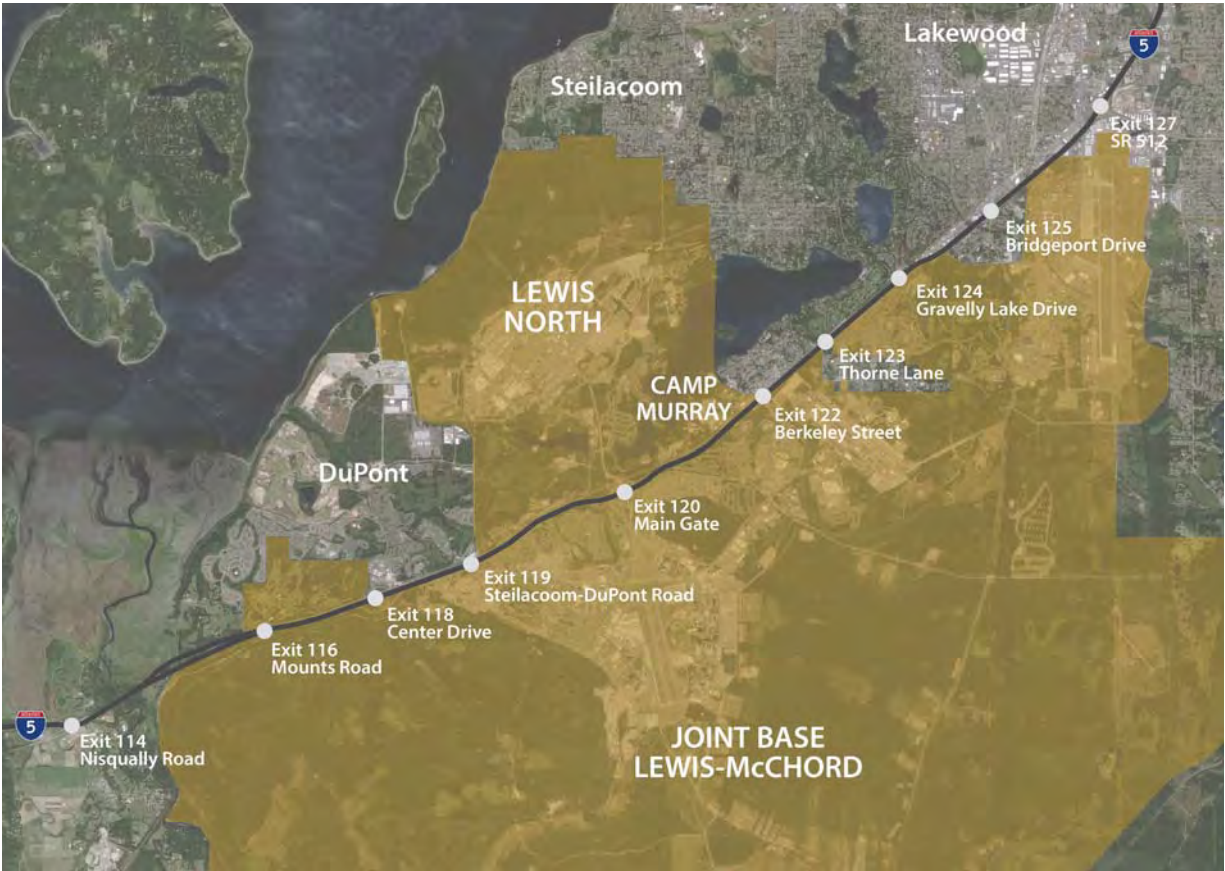 Lakewood
5
Steilacoom
Exit 127
SR 512
Exit 125
Bridgeport Drive
LEWIS
NORTH
Exit 124
Gravelly Lake Drive
Exit 123
Thorne Lane
CAMP
MURRAY
Exit 122
Berkeley Street
DuPont
Exit 120
Main Gate
Exit 119
Steilacoom-DuPont Road
Exit 118
Center Drive
Exit 116
Mounts Road
5
Exit 114
Nisqually Road
JOINT BASE
LEWIS-McCHORD